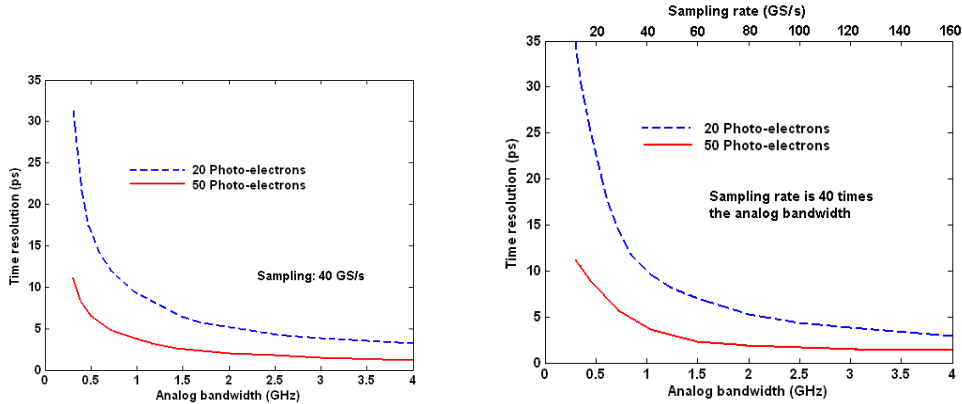 35
30
25
20
15
10
5
0
Time resolution (ps)
20 Photo-electrons
50 Photo-electrons
Sampling: 40 GS/s
0 0.5 1 1.5 2 2.5 3 3.5 4
Analog bandwidth (GHz)
Sampling rate (GS/s)
20 40 60 80 100 120 140 160
35
30
25
20
15
10
5
0
Time resolution (ps)
20 Photo-electrons
50 Photo-electrons
Sampling rate is 40 times
the analog bandwidth
0 0.5 1 1.5 2 2.5 3 3.5 4
Analog bandwidth (GHz)